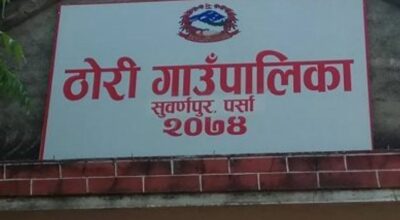 ठोरी गाउँपालिका
सुवर्णपुर, पर्सा
२०७४